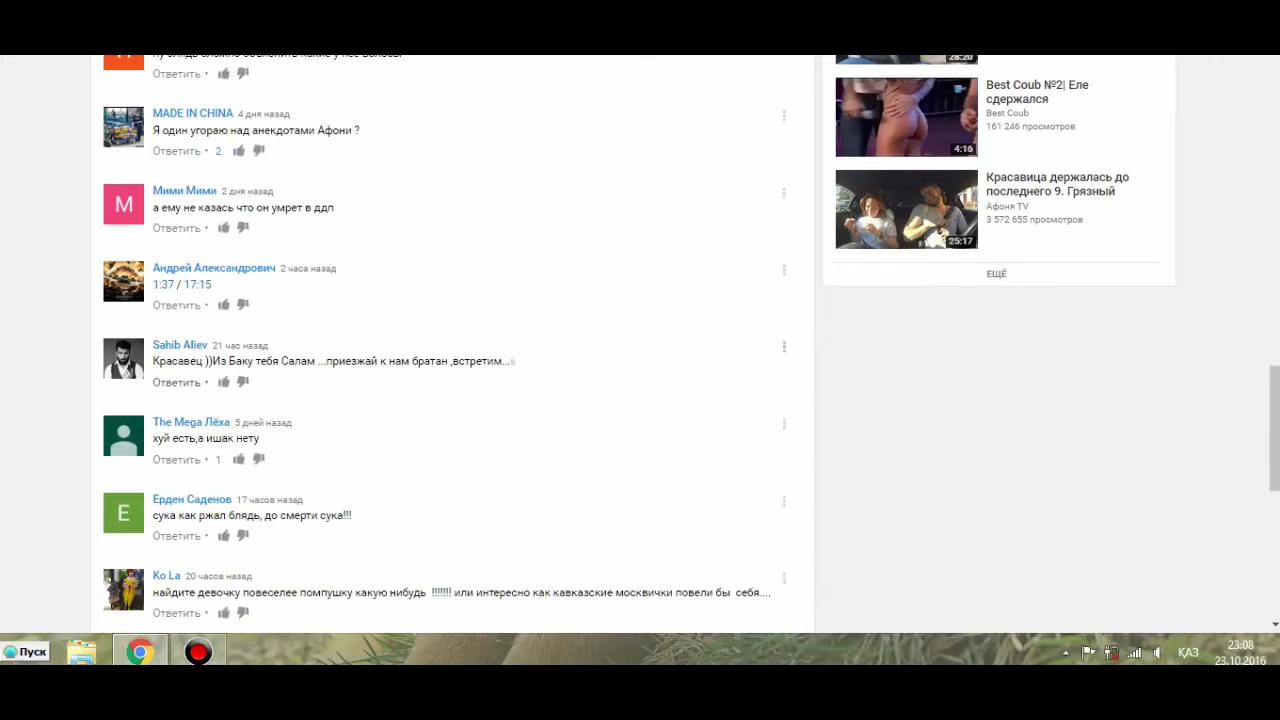 Ответить •
MADE IN CHINA 4 дня назад
Я один угораю над анекдотами Афони ?
Ответить • 2
М
Мими Мими 2 дня назад
а ему не казась что он умрет в ддп
Ответить •
Андрей Александрович 2 часа назад
1:37 / 17:15
Ответить •
Sahib Aliev 21 час назад
Красавец ))Из Баку тебя Салам ...приезжай к нам братан ,встретим...
Ответить •
The Mega Лёха 5 дней назад
хуй есть,а ишак нету
Ответить • 1
Е
Ерден Саденов 17 часов назад
сука как ржал блядь, до смерти сука!!!
Ответить •
Ko La 20 часов назад
найдите девочку повеселее помпушку какую нибудь !!!!!!! или интересно как кавказские москвички повели бы себя....
Ответить •
28:20
Best Coub №2| Еле
сдержался
Best Coub
161 246 просмотров
4:16
Красавица держалась до
последнего 9. Грязный
Афоня TV
3 572 655 просмотров
25:17
ЕЩЁ
Пуск
ҚАЗ
23:08
23.10.2016